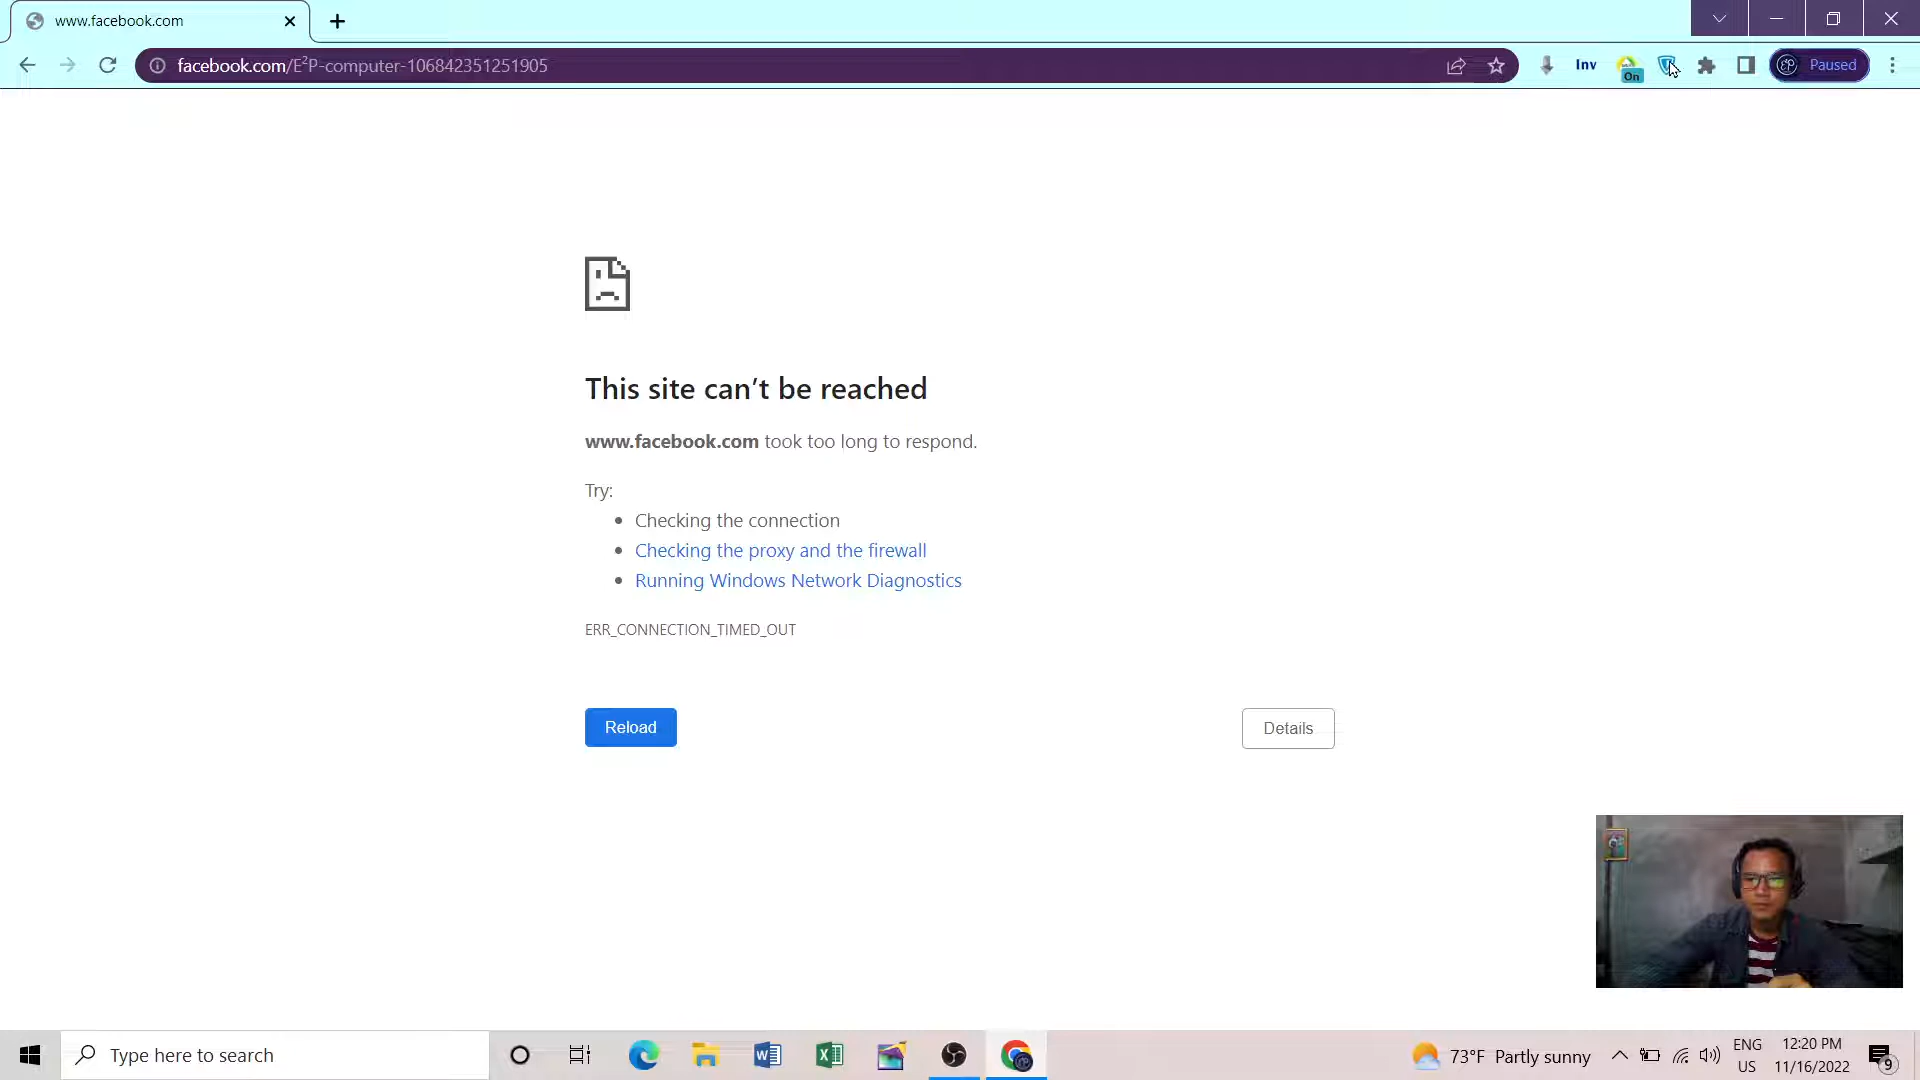 www.facebook.com
facebook.com/E²P-computer-106842351251905
Inv
On
Paused
This site can’t be reached
www.facebook.com took too long to respond.
Try:
Checking the connection
Checking the proxy and the firewall
Running Windows Network Diagnostics
ERR_CONNECTION_TIMED_OUT
Reload
Details
Type here to search
73°F Partly sunny
ENG
US
12:20 PM
11/16/2022
9